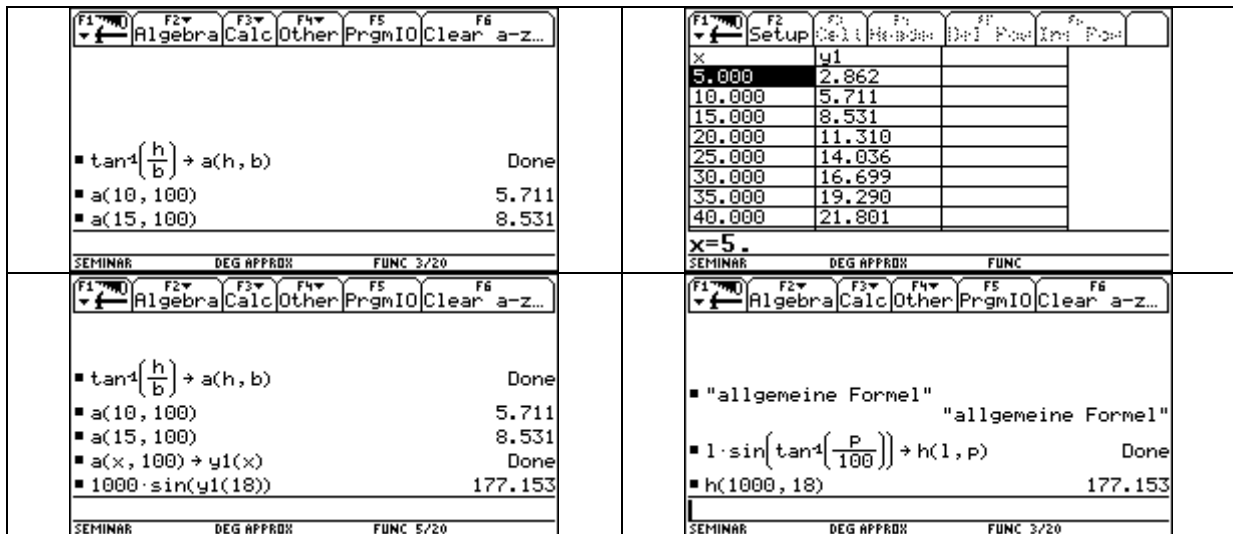 F1 F2 F3 F4 F5 F6
Algebra Calc Other PrgmIO Clear a-z…
▪ tan⁻¹(h/b) → a(h, b) Done
▪ a(10, 100) 5.711
▪ a(15, 100) 8.531
SEMINAR DEG APPROX FUNC 3/20
F1 F2
Setup Cell Header Del Row Ins Row
x y1
5.000 2.862
10.000 5.711
15.000 8.531
20.000 11.310
25.000 14.036
30.000 16.699
35.000 19.290
40.000 21.801
x=5.
SEMINAR DEG APPROX FUNC
F1 F2 F3 F4 F5 F6
Algebra Calc Other PrgmIO Clear a-z…
▪ tan⁻¹(h/b) → a(h, b) Done
▪ a(10, 100) 5.711
▪ a(15, 100) 8.531
▪ a(x, 100) → y1(x) Done
▪ 1000·sin(y1(18)) 177.153
SEMINAR DEG APPROX FUNC 5/20
F1 F2 F3 F4 F5 F6
Algebra Calc Other PrgmIO Clear a-z…
▪ "allgemeine Formel"
"allgemeine Formel"
▪ l·sin(tan⁻¹(p/100)) → h(l, p) Done
▪ h(1000, 18) 177.153
SEMINAR DEG APPROX FUNC 3/20